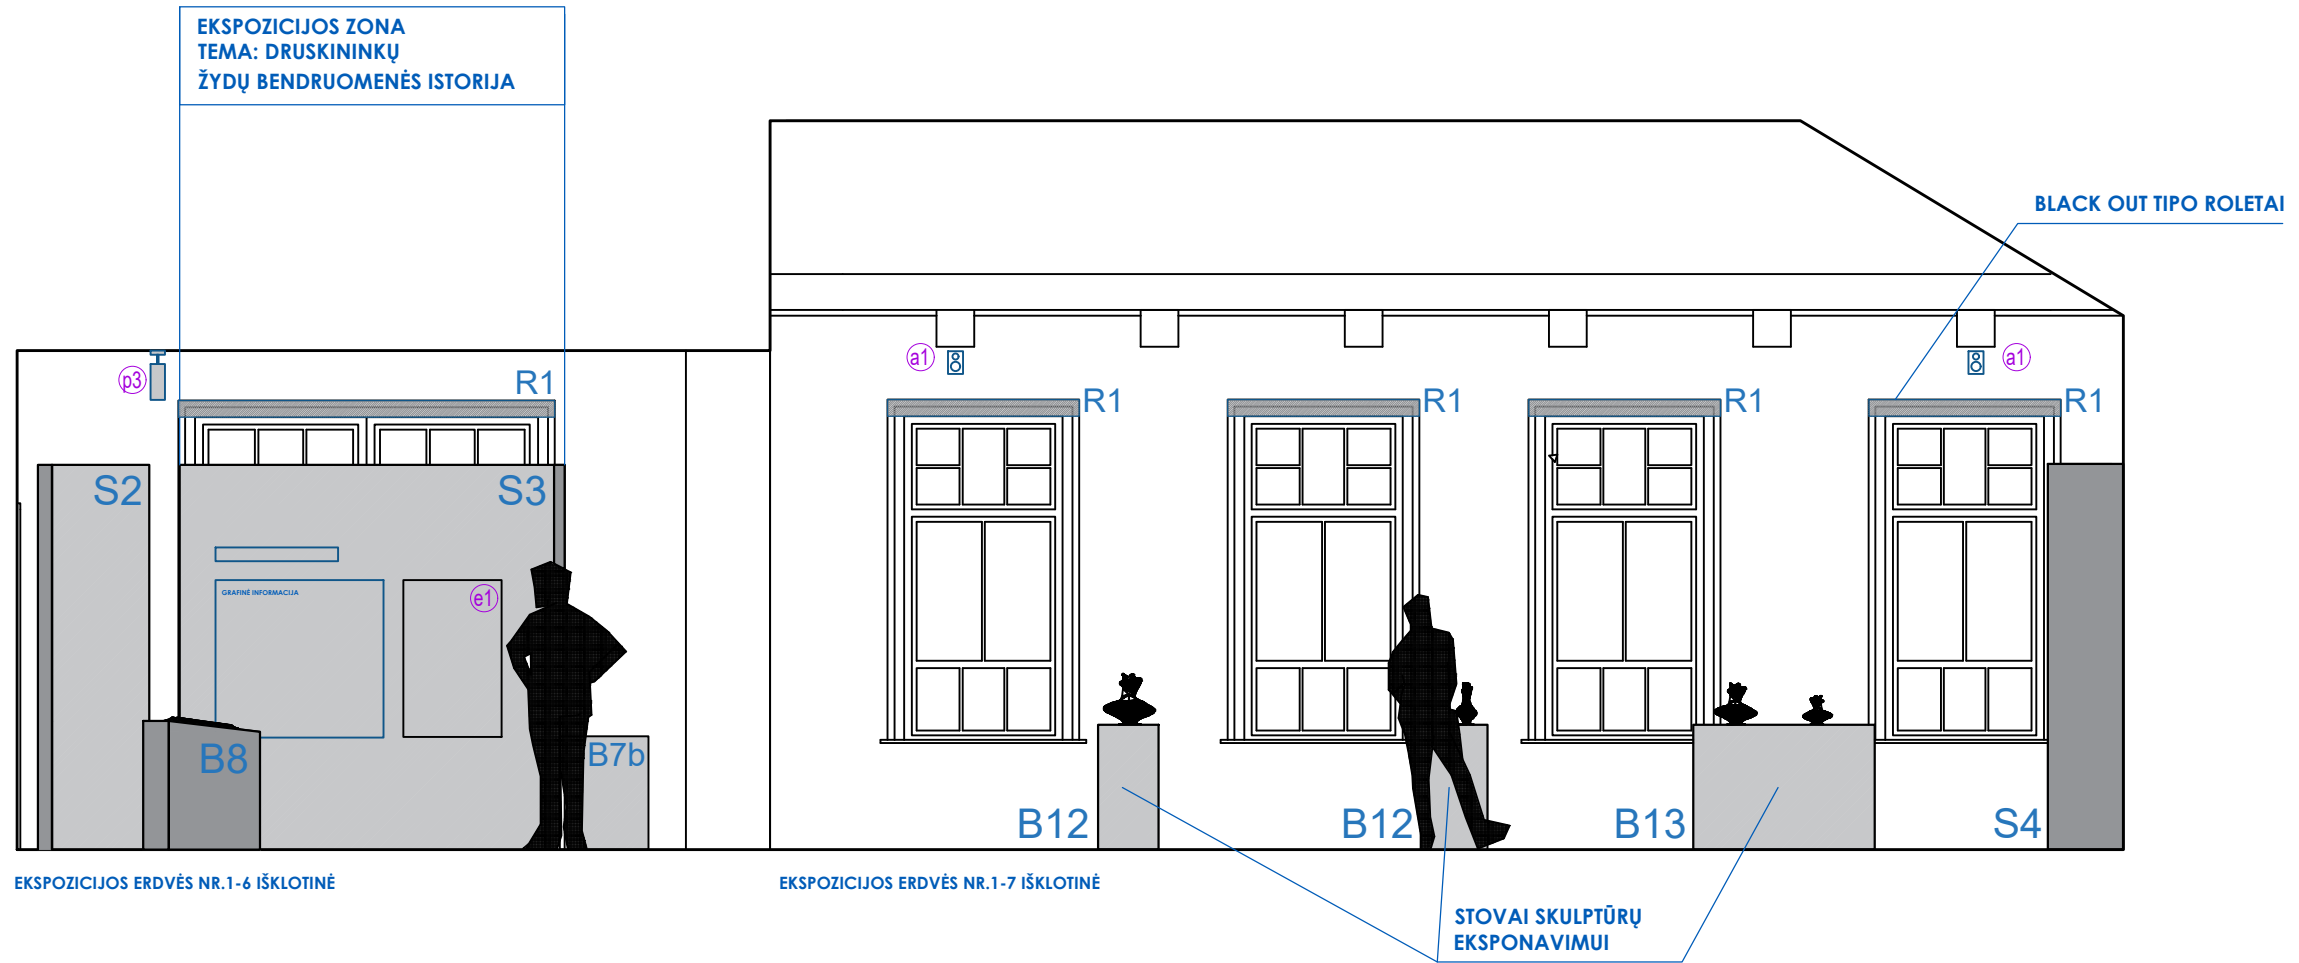 EKSPOZICIJOS ZONA
TEMA: DRUSKININKŲ
ŽYDŲ BENDRUOMENĖS ISTORIJA
BLACK OUT TIPO ROLETAI
a1
a1
p3
R1
R1
R1
R1
R1
S2
S3
GRAFINĖ INFORMACIJA
e1
B8
B7b
B12
B12
B13
S4
EKSPOZICIJOS ERDVĖS NR.1-6 IŠKLOTINĖ
EKSPOZICIJOS ERDVĖS NR.1-7 IŠKLOTINĖ
STOVAI SKULPTŪRŲ
EKSPONAVIMUI